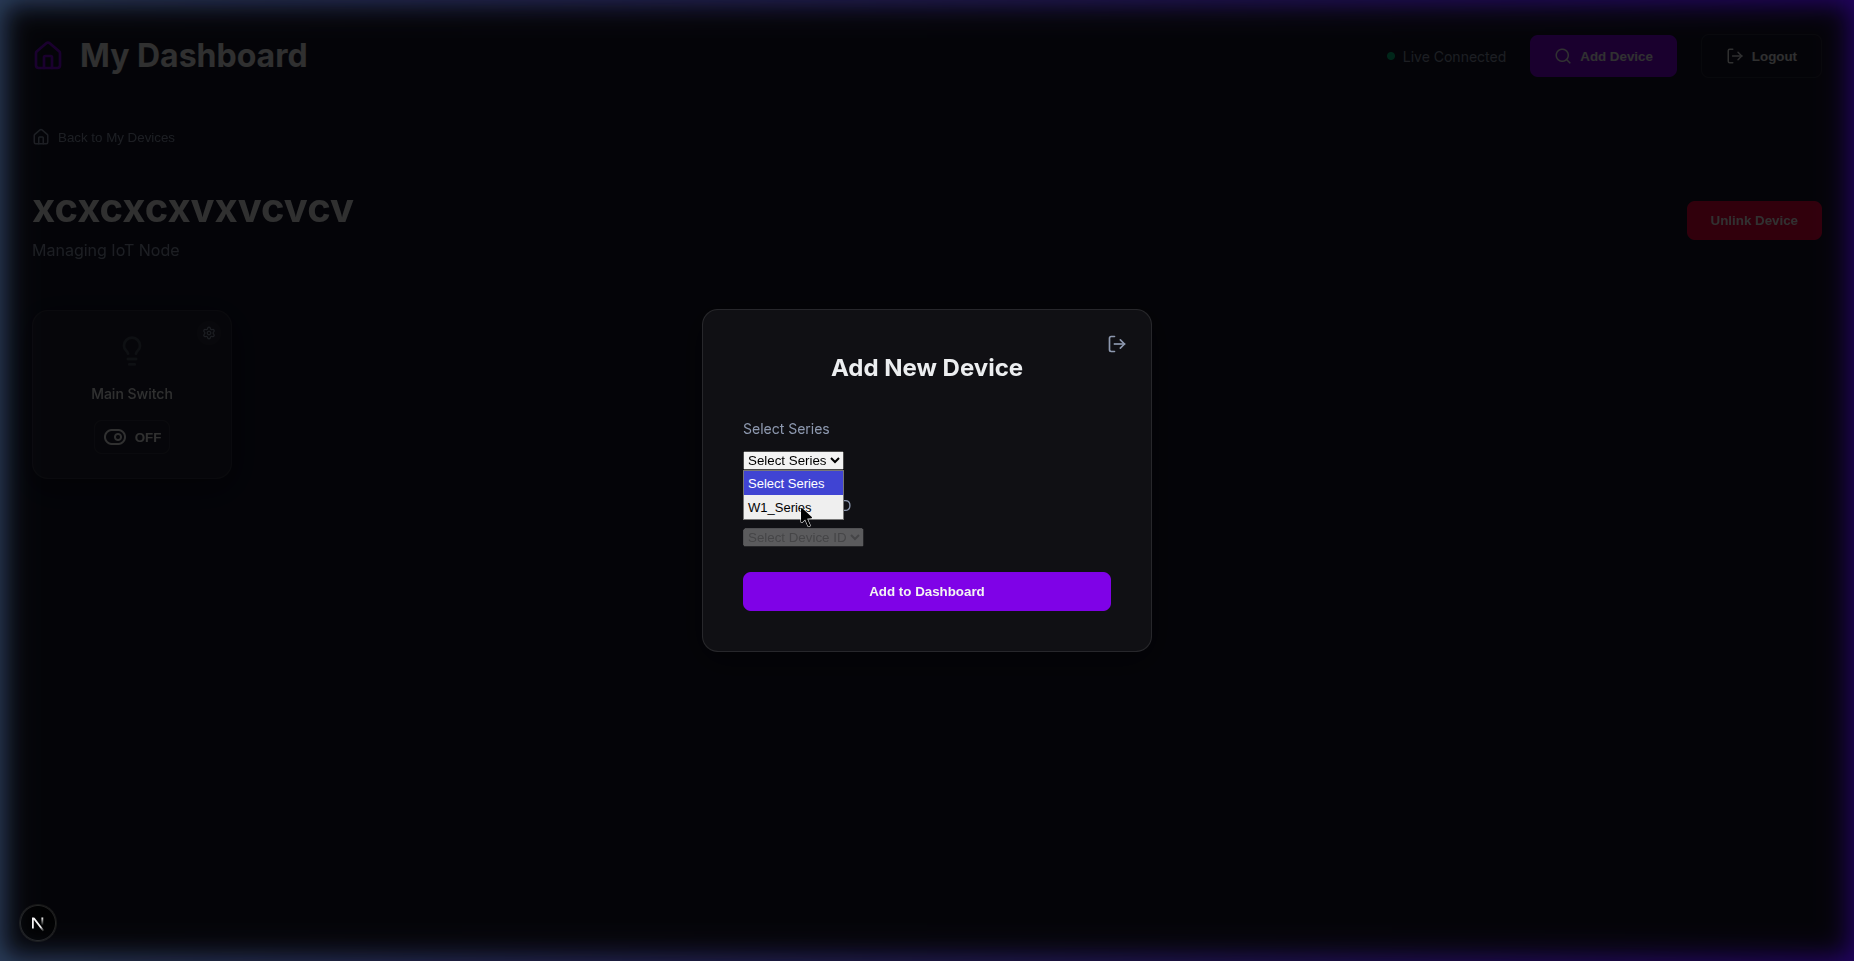 My Dashboard
Live Connected
Add Device
Logout
Back to My Devices
xcxcxcxvxvcvcv
Managing IoT Node
Unlink Device
Main Switch
OFF
Add New Device
Select Series
Select Series
Select Series
W1_Series
Select Device ID
Add to Dashboard
N